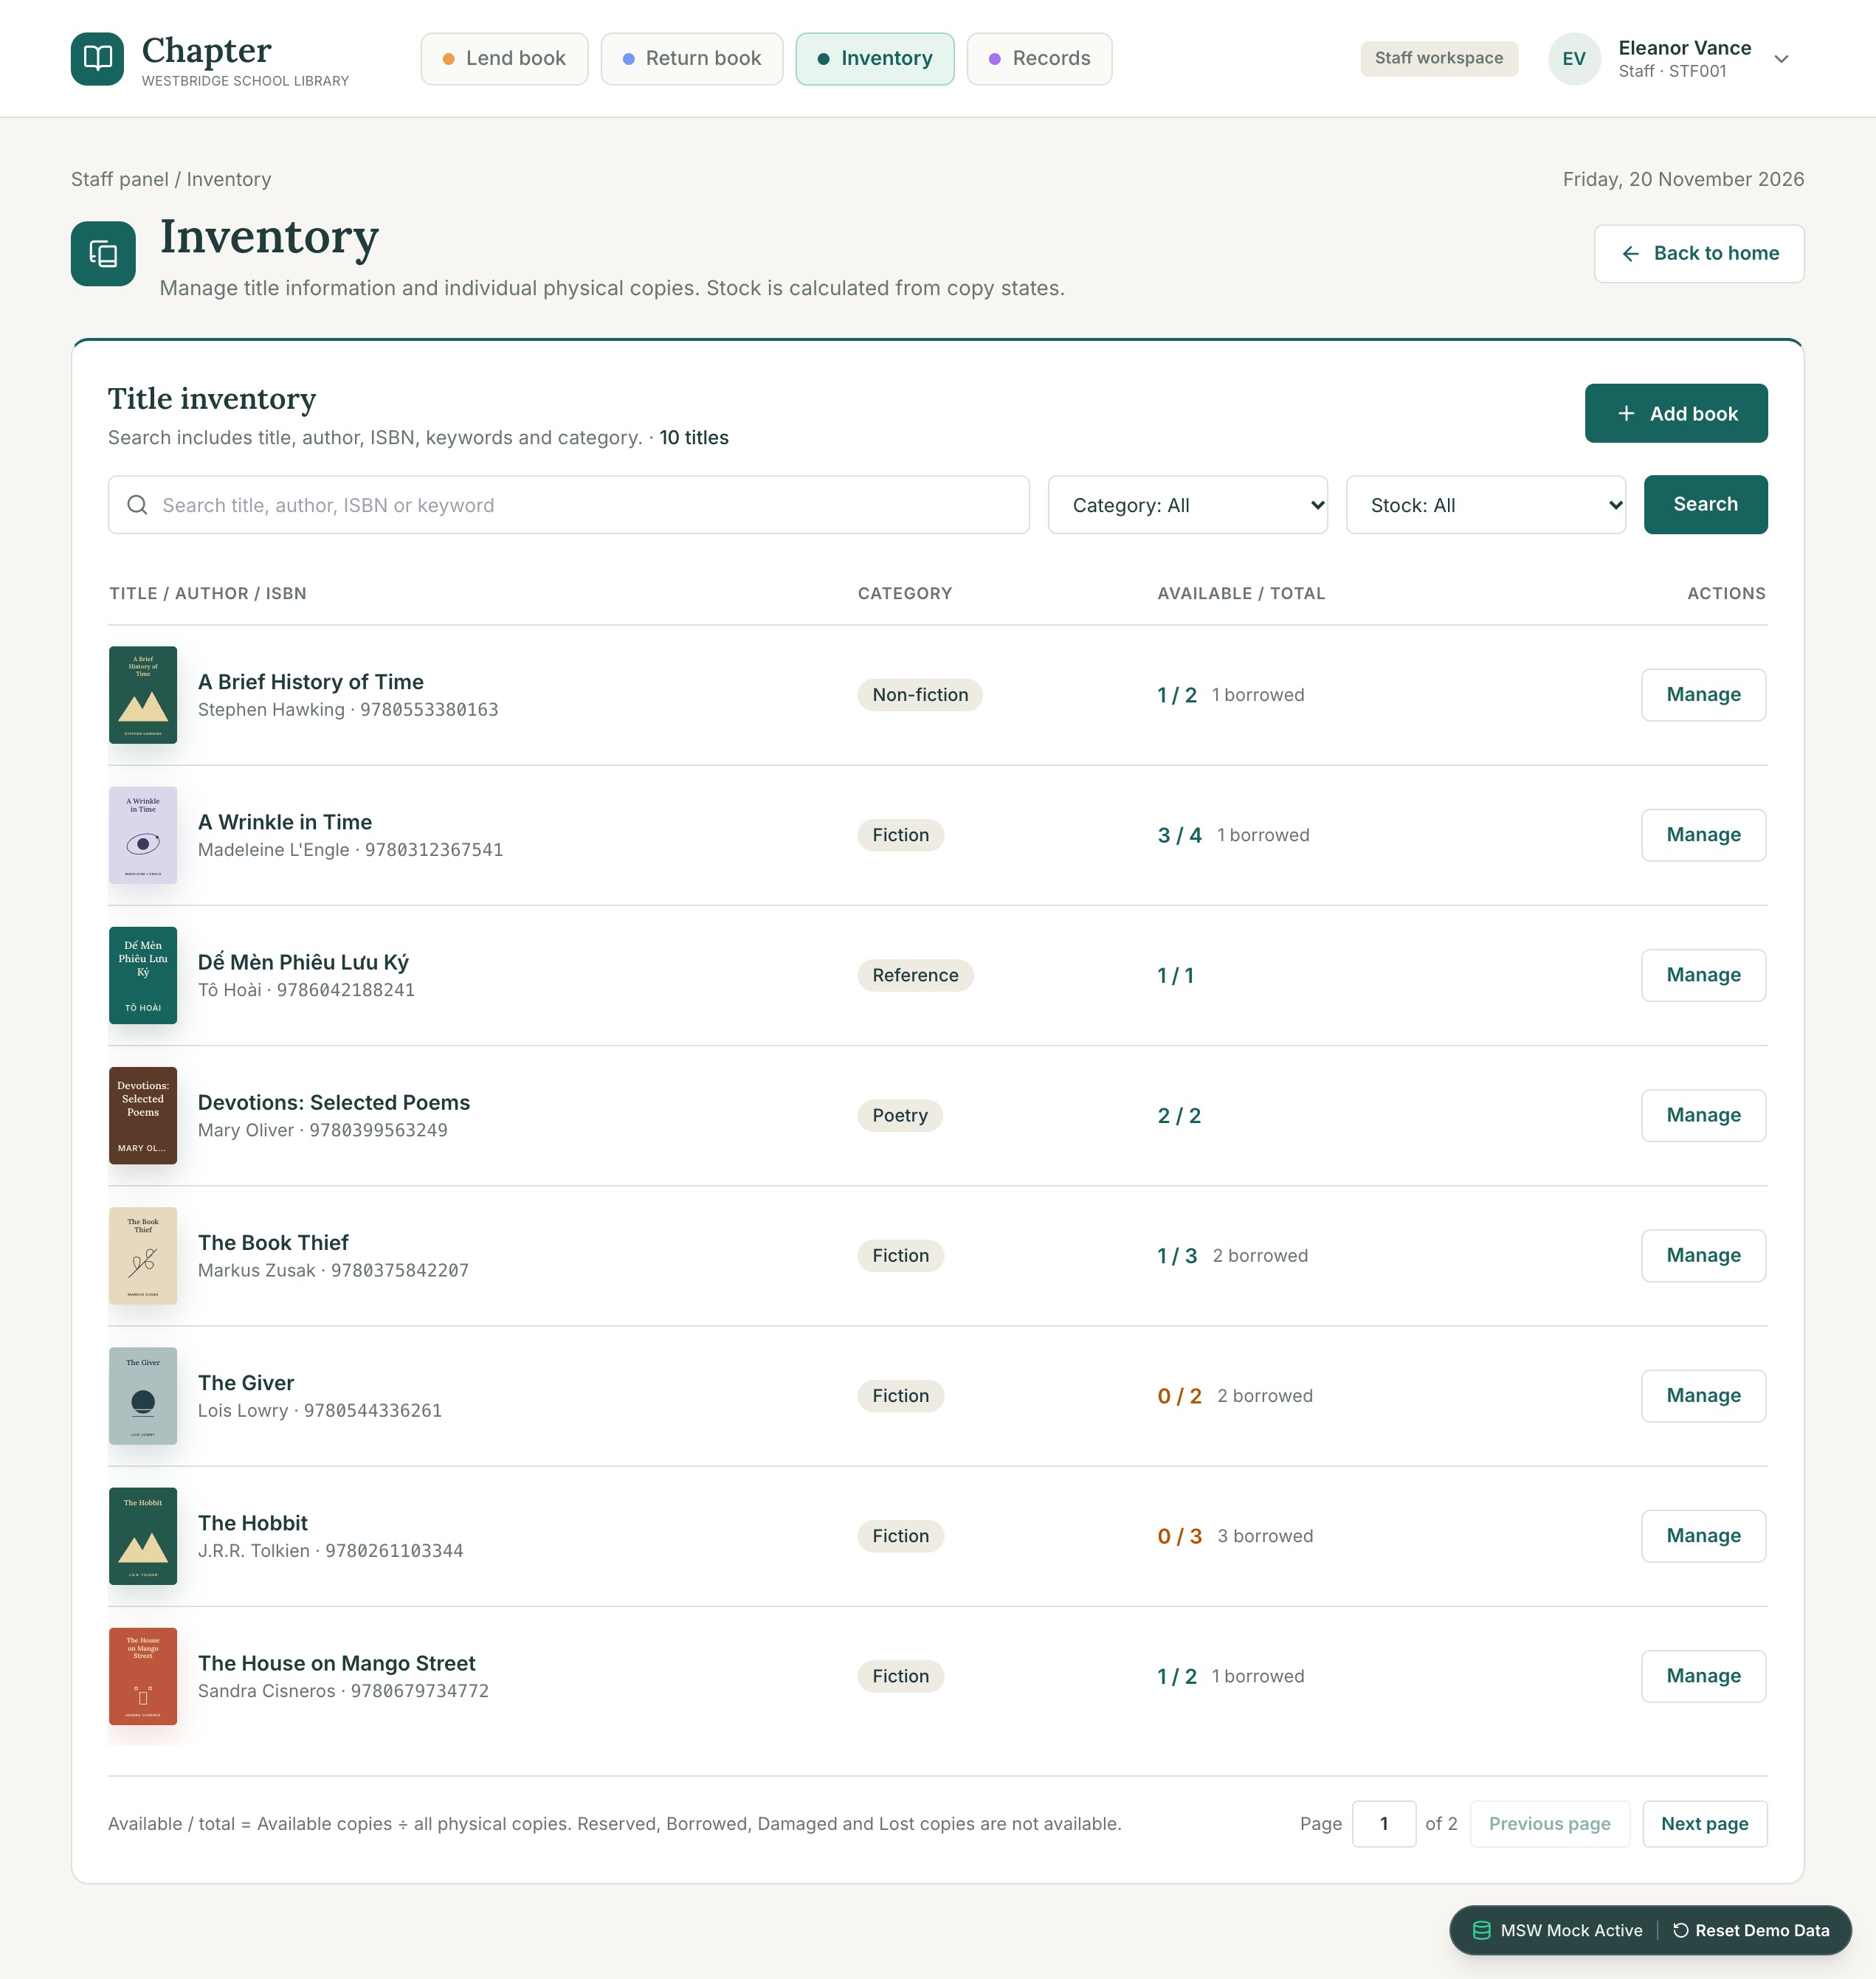 Chapter
WESTBRIDGE SCHOOL LIBRARY
Lend book
Return book
Inventory
Records
Staff workspace
EV
Eleanor Vance
Staff · STF001
Staff panel / Inventory
Friday, 20 November 2026
Inventory
Manage title information and individual physical copies. Stock is calculated from copy states.
Back to home
Title inventory
Search includes title, author, ISBN, keywords and category. · 10 titles
Add book
Search title, author, ISBN or keyword
Category: All
Stock: All
Search
TITLE / AUTHOR / ISBN
CATEGORY
AVAILABLE / TOTAL
ACTIONS
A Brief
History of
Time
STEPHEN HAWKING
A Brief History of Time
Stephen Hawking · 9780553380163
Non-fiction
1 / 2 1 borrowed
Manage
A Wrinkle
in Time
MADELEINE L'ENGLE
A Wrinkle in Time
Madeleine L'Engle · 9780312367541
Fiction
3 / 4 1 borrowed
Manage
Dế Mèn
Phiêu Lưu
Ký
TÔ HOÀI
Dế Mèn Phiêu Lưu Ký
Tô Hoài · 9786042188241
Reference
1 / 1
Manage
Devotions:
Selected
Poems
MARY OL...
Devotions: Selected Poems
Mary Oliver · 9780399563249
Poetry
2 / 2
Manage
The Book
Thief
MARKUS ZUSAK
The Book Thief
Markus Zusak · 9780375842207
Fiction
1 / 3 2 borrowed
Manage
The Giver
LOIS LOWRY
The Giver
Lois Lowry · 9780544336261
Fiction
0 / 2 2 borrowed
Manage
The Hobbit
J.R.R. TOLKIEN
The Hobbit
J.R.R. Tolkien · 9780261103344
Fiction
0 / 3 3 borrowed
Manage
The House
on Mango
Street
SANDRA CISNEROS
The House on Mango Street
Sandra Cisneros · 9780679734772
Fiction
1 / 2 1 borrowed
Manage
Available / total = Available copies ÷ all physical copies. Reserved, Borrowed, Damaged and Lost copies are not available.
Page 1 of 2
Previous page
Next page
MSW Mock Active
Reset Demo Data